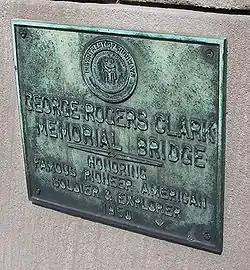 GEORGE ROGERS CLARK
MEMORIAL BRIDGE
HONORING
FAMOUS PIONEER AMERICAN
SOLDIER & EXPLORER